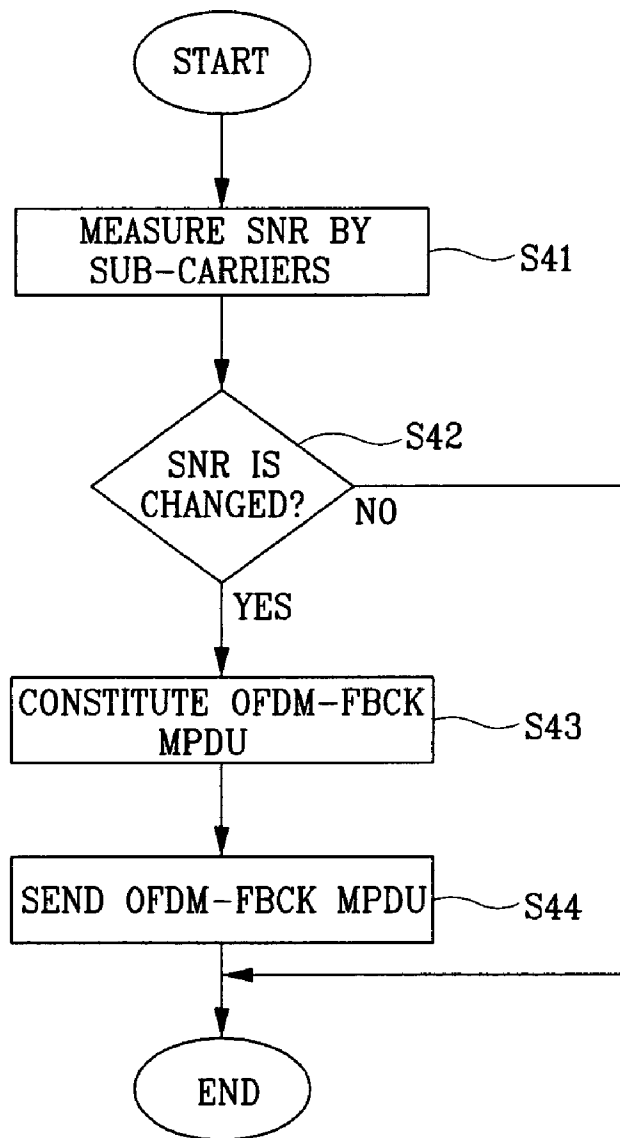 START
MEASURE SNR BY
SUB-CARRIERS
S41
S42
SNR IS
CHANGED?
NO
YES
CONSTITUTE OFDM-FBCK
MPDU
S43
SEND OFDM-FBCK MPDU
S44
END